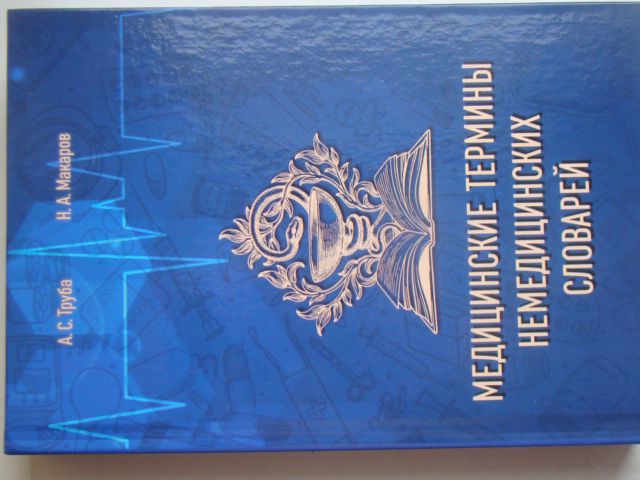 А. С. Труба Н. А. Макаров
МЕДИЦИНСКИЕ ТЕРМИНЫ
НЕМЕДИЦИНСКИХ
СЛОВАРЕЙ